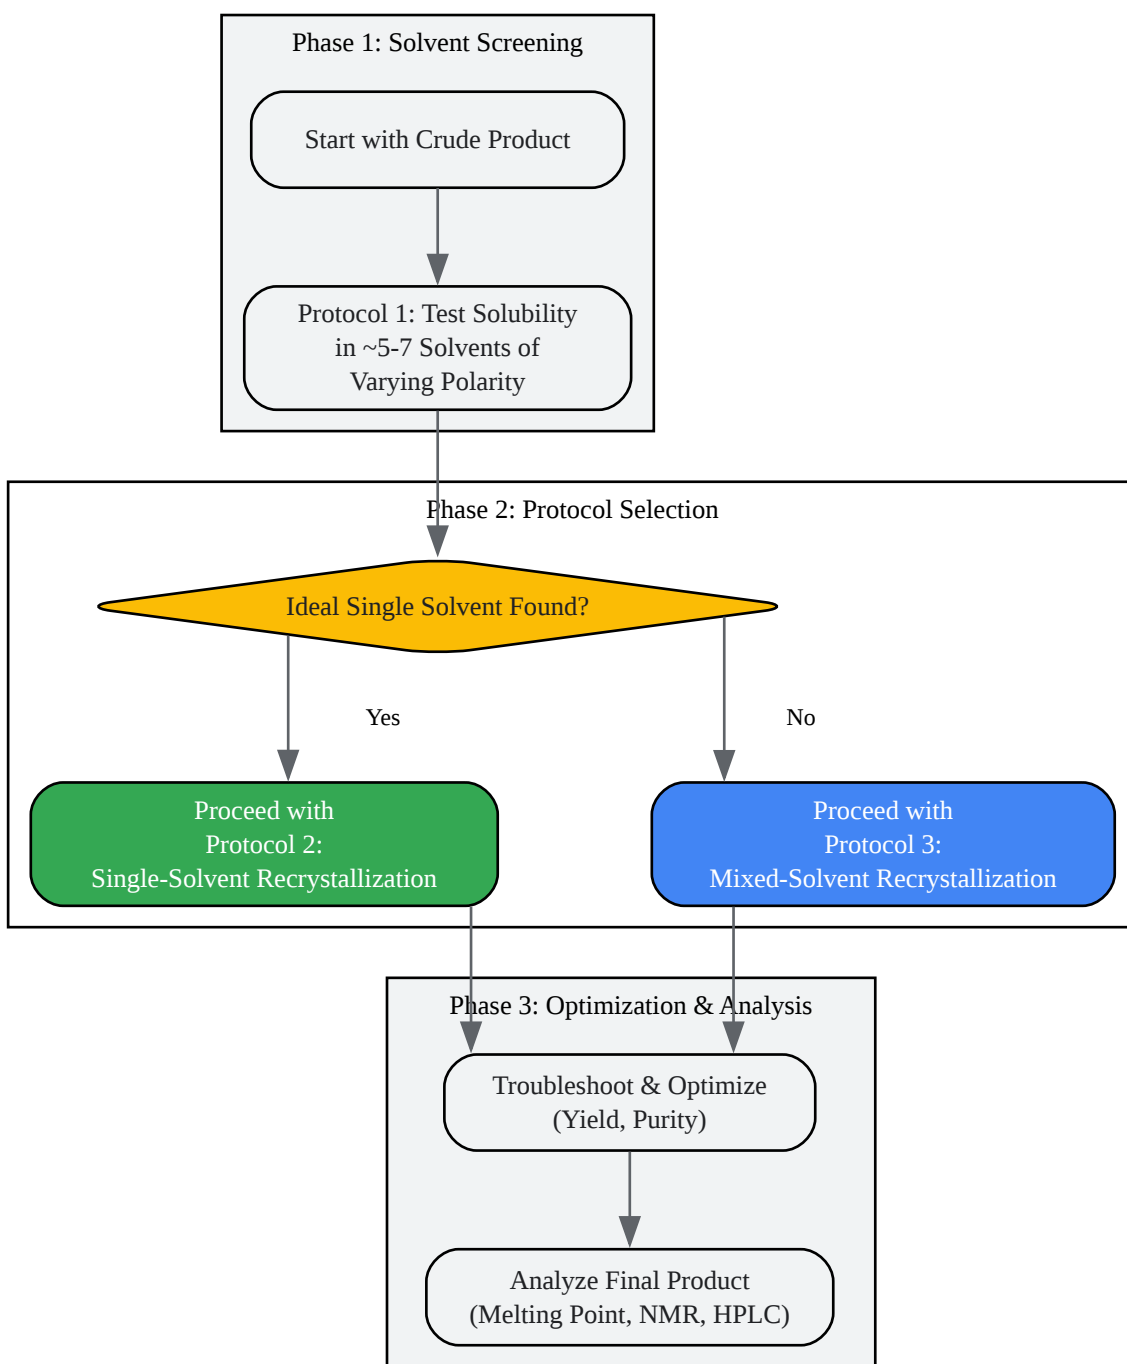 Phase 1: Solvent Screening
Start with Crude Product
Protocol 1: Test Solubility
in ~5-7 Solvents of
Varying Polarity
Phase 2: Protocol Selection
Ideal Single Solvent Found?
Yes
No
Proceed with
Protocol 2:
Single-Solvent Recrystallization
Proceed with
Protocol 3:
Mixed-Solvent Recrystallization
Phase 3: Optimization & Analysis
Troubleshoot & Optimize
(Yield, Purity)
Analyze Final Product
(Melting Point, NMR, HPLC)